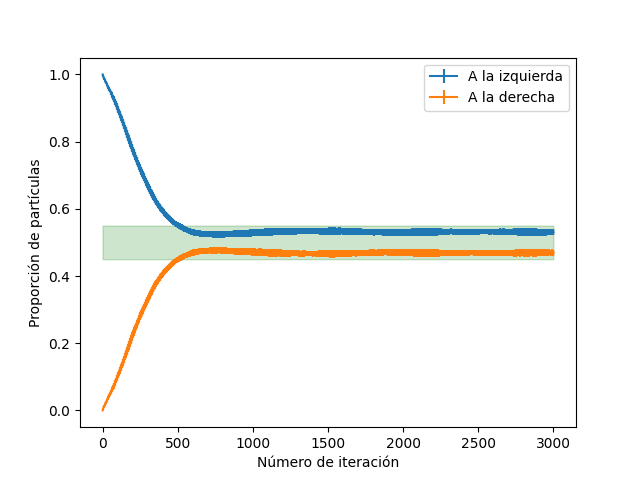 A la izquierda
A la derecha
1.0
0.8
0.6
0.4
0.2
0.0
Proporción de partículas
0 500 1000 1500 2000 2500 3000
Número de iteración